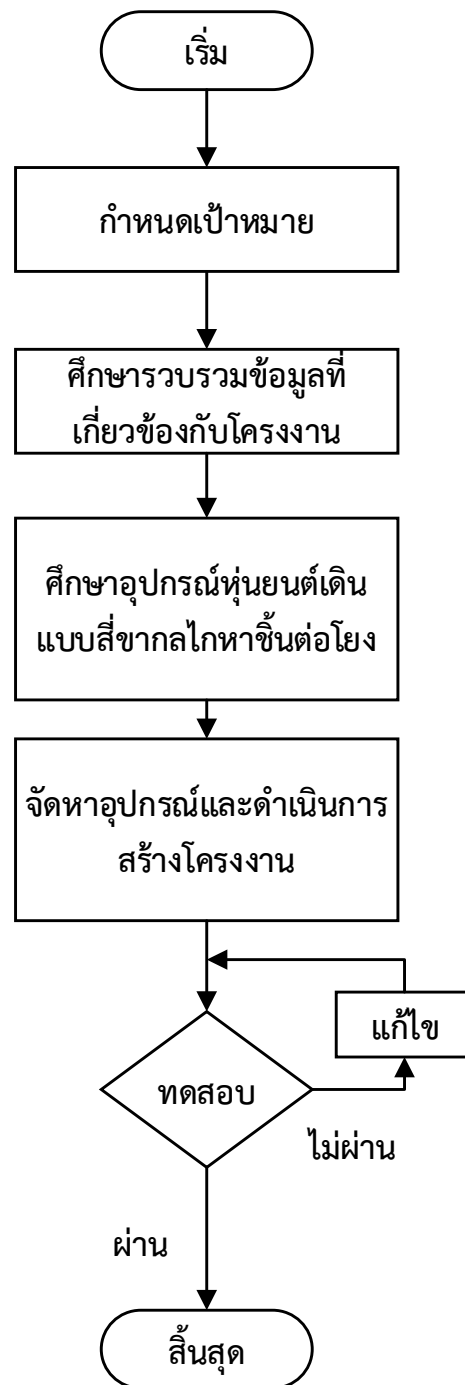 เริ่ม
กำหนดเป้าหมาย
ศึกษารวบรวมข้อมูลที่
เกี่ยวข้องกับโครงงาน
ศึกษาอุปกรณ์หุ่นยนต์เดิน
แบบสี่ขากลไกหาชิ้นต่อโยง
จัดหาอุปกรณ์และดำเนินการ
สร้างโครงงาน
แก้ไข
ทดสอบ
ไม่ผ่าน
ผ่าน
สิ้นสุด